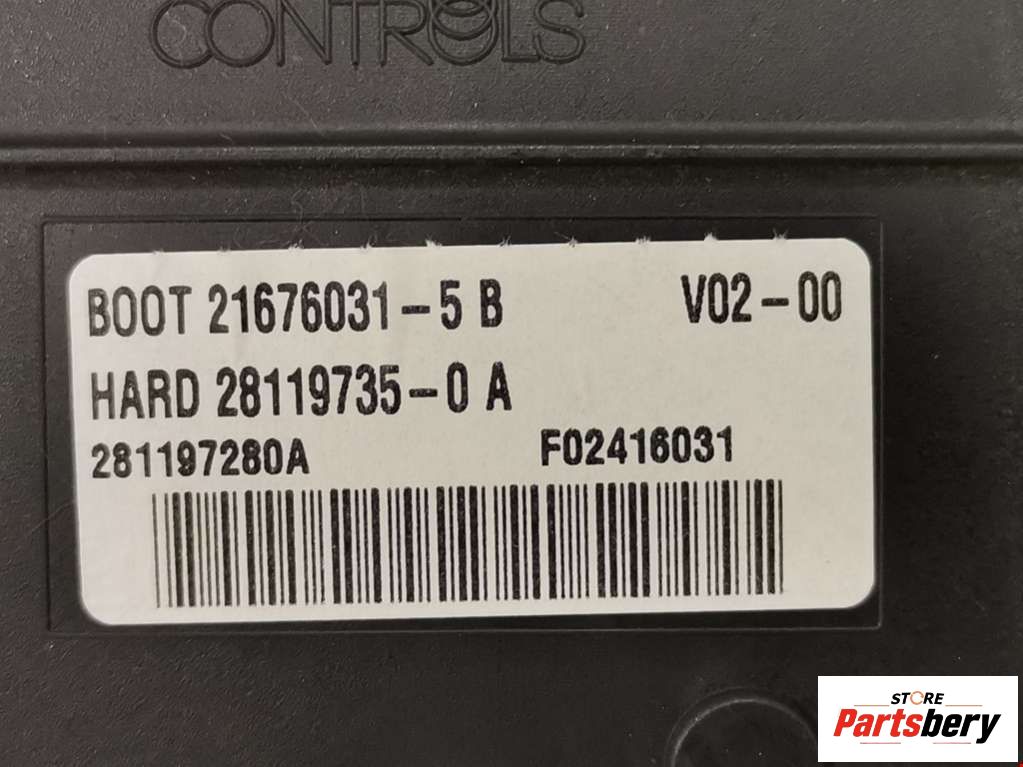 CONTROLS
BOOT 21676031-5 B V02-00
HARD 28119735-0 A
281197280A F02416031
STORE
Partsbery